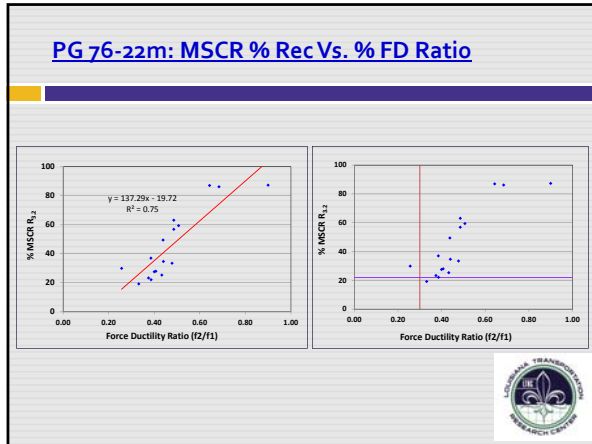 PG 76-22m: MSCR % Rec Vs. % FD Ratio
100
80
60
40
20
0
% MSCR R3.2
y = 137.29x - 19.72
R² = 0.75
0.00 0.20 0.40 0.60 0.80 1.00
Force Ductility Ratio (f2/f1)
100
80
60
40
20
0
% MSCR R3.2
0.00 0.20 0.40 0.60 0.80 1.00
Force Ductility Ratio (f2/f1)
LOUISIANA TRANSPORTATION
RESEARCH CENTER
LTRC